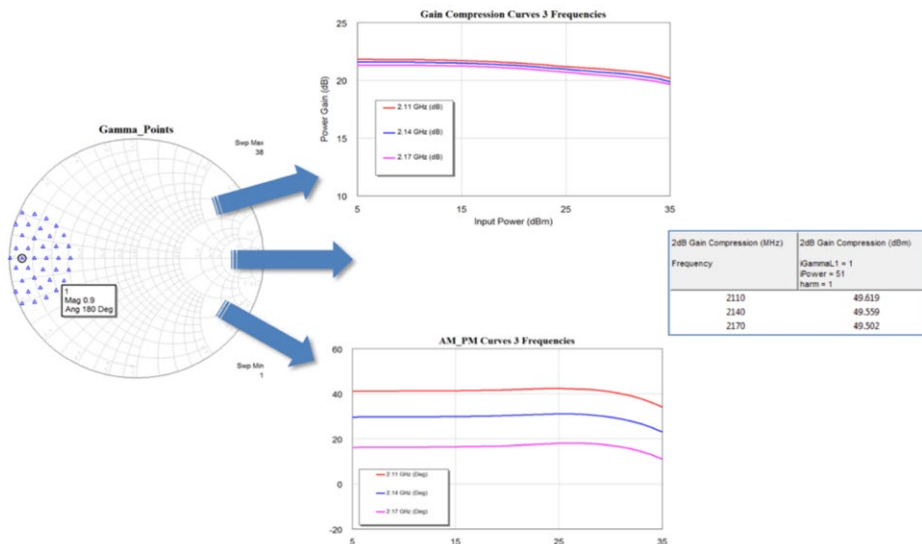 Gain Compression Curves 3 Frequencies
25
20
15
10
Power Gain (dB)
2.11 GHz (dB)
2.14 GHz (dB)
2.17 GHz (dB)
5 15 25 35
Input Power (dBm)
Gamma_Points
Swp Max
38
1
Mag 0.9
Ang 180 Deg
Swp Min
1
2dB Gain Compression (MHz) 2dB Gain Compression (dBm)
Frequency iGammaL1 = 1
iPower = 51
harm = 1
2110 49.619
2140 49.559
2170 49.502
AM_PM Curves 3 Frequencies
60
40
20
0
-20
2.11 GHz (Deg)
2.14 GHz (Deg)
2.17 GHz (Deg)
5 15 25 35